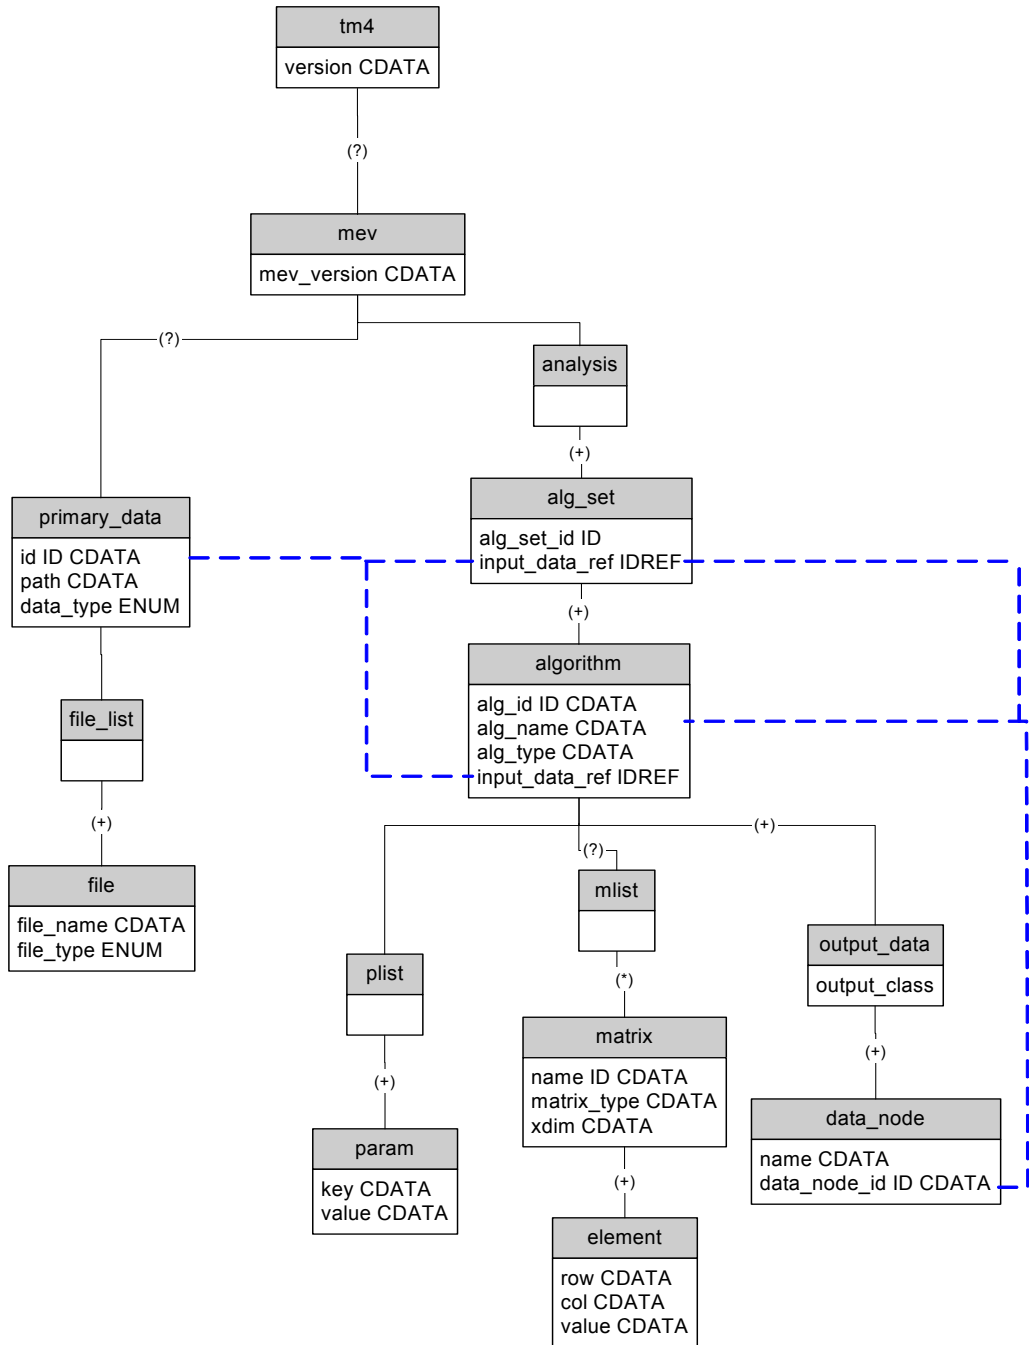 tm4
version CDATA
(?)
mev
mev_version CDATA
(?)
analysis
(+)
primary_data
id ID CDATA
path CDATA
data_type ENUM
alg_set
alg_set_id ID
input_data_ref IDREF
(+)
algorithm
alg_id ID CDATA
alg_name CDATA
alg_type CDATA
input_data_ref IDREF
file_list
(+)
file
file_name CDATA
file_type ENUM
(?)
(+)
plist
(+)
param
key CDATA
value CDATA
mlist
(*)
matrix
name ID CDATA
matrix_type CDATA
xdim CDATA
(+)
element
row CDATA
col CDATA
value CDATA
output_data
output_class
(+)
data_node
name CDATA
data_node_id ID CDATA